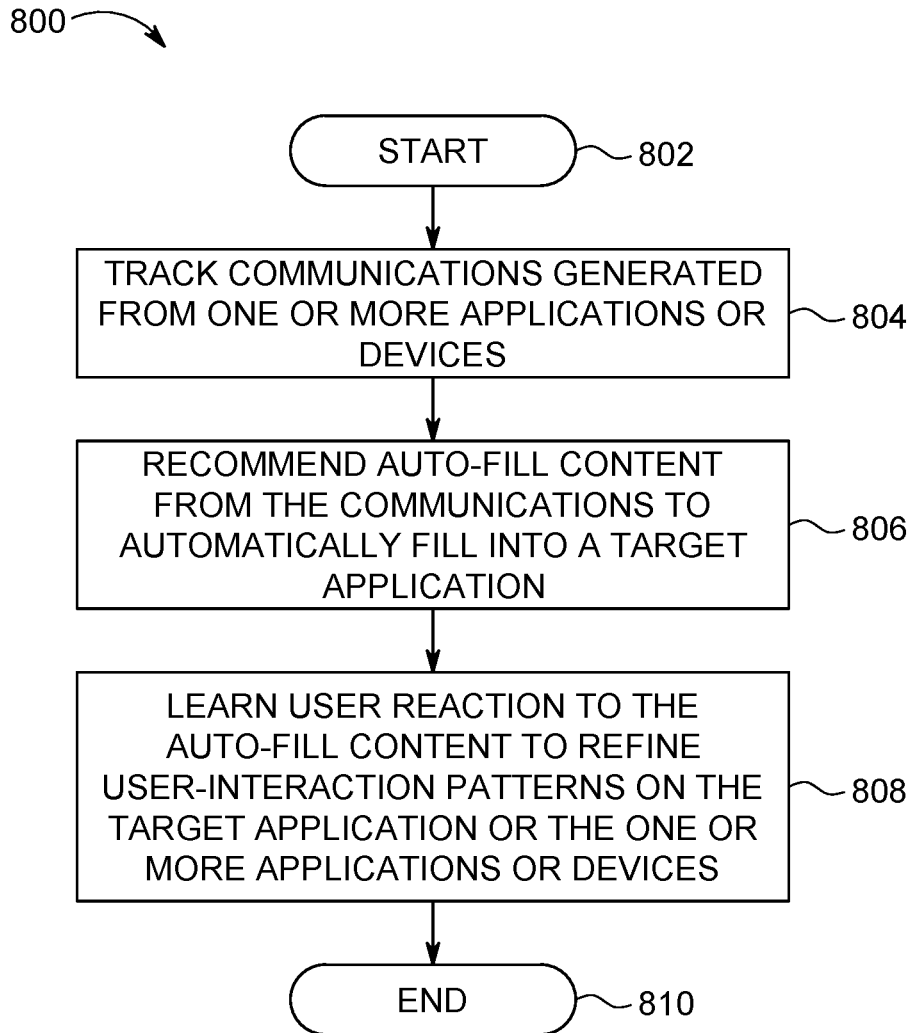 800
START
802
TRACK COMMUNICATIONS GENERATED
FROM ONE OR MORE APPLICATIONS OR
DEVICES
804
RECOMMEND AUTO-FILL CONTENT
FROM THE COMMUNICATIONS TO
AUTOMATICALLY FILL INTO A TARGET
APPLICATION
806
LEARN USER REACTION TO THE
AUTO-FILL CONTENT TO REFINE
USER-INTERACTION PATTERNS ON THE
TARGET APPLICATION OR THE ONE OR
MORE APPLICATIONS OR DEVICES
808
END
810